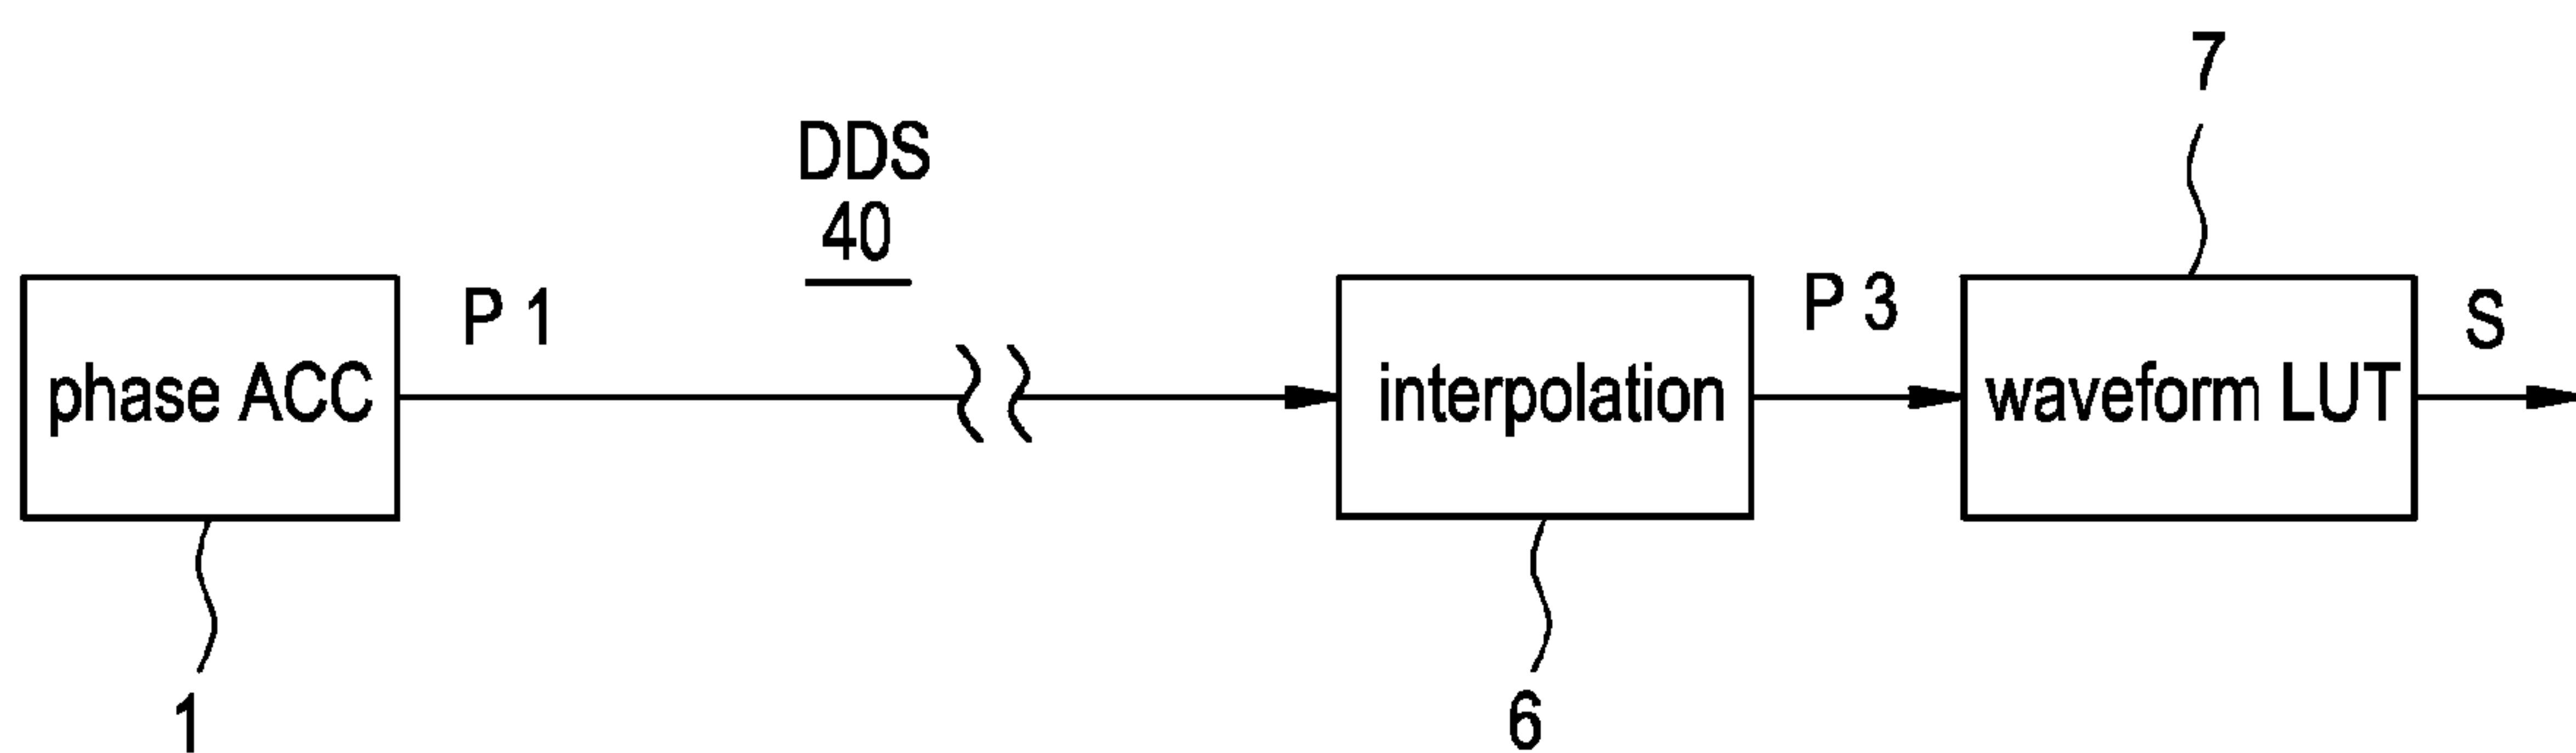 7
DDS
40
P 1
P 3
S
phase ACC
interpolation
waveform LUT
1
6